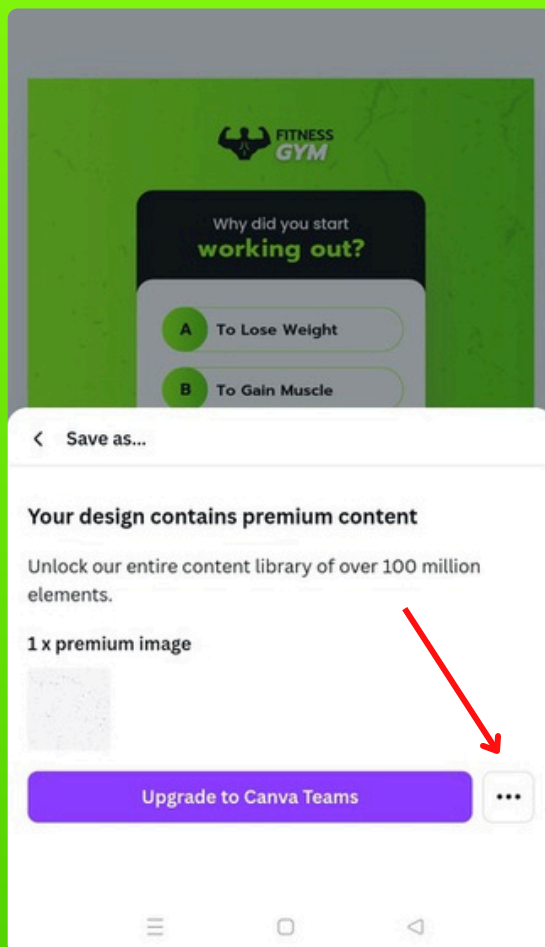 FITNESS
GYM
Why did you start
working out?
A To Lose Weight
B To Gain Muscle
Save as...
Your design contains premium content
Unlock our entire content library of over 100 million
elements.
1 x premium image
Upgrade to Canva Teams